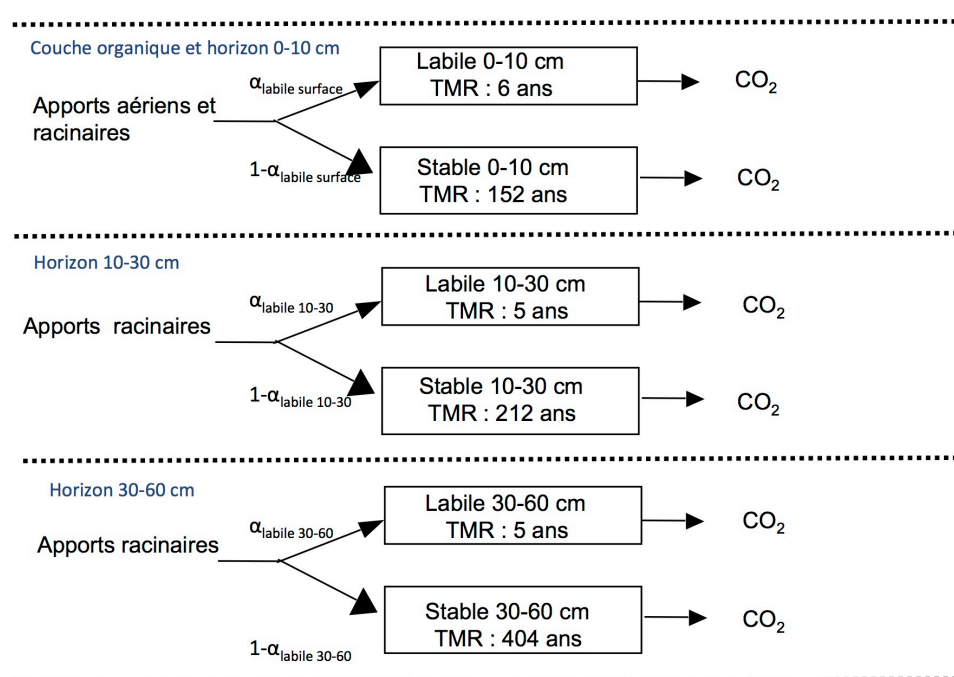 Couche organique et horizon 0-10 cm
Labile 0-10 cm
TMR : 6 ans
CO₂
αlabile surface
Apports aériens et
racinaires
1-αlabile surface
Stable 0-10 cm
TMR : 152 ans
CO₂
Horizon 10-30 cm
Labile 10-30 cm
TMR : 5 ans
CO₂
αlabile 10-30
Apports racinaires
1-αlabile 10-30
Stable 10-30 cm
TMR : 212 ans
CO₂
Horizon 30-60 cm
Labile 30-60 cm
TMR : 5 ans
CO₂
αlabile 30-60
Apports racinaires
Stable 30-60 cm
TMR : 404 ans
CO₂
1-αlabile 30-60